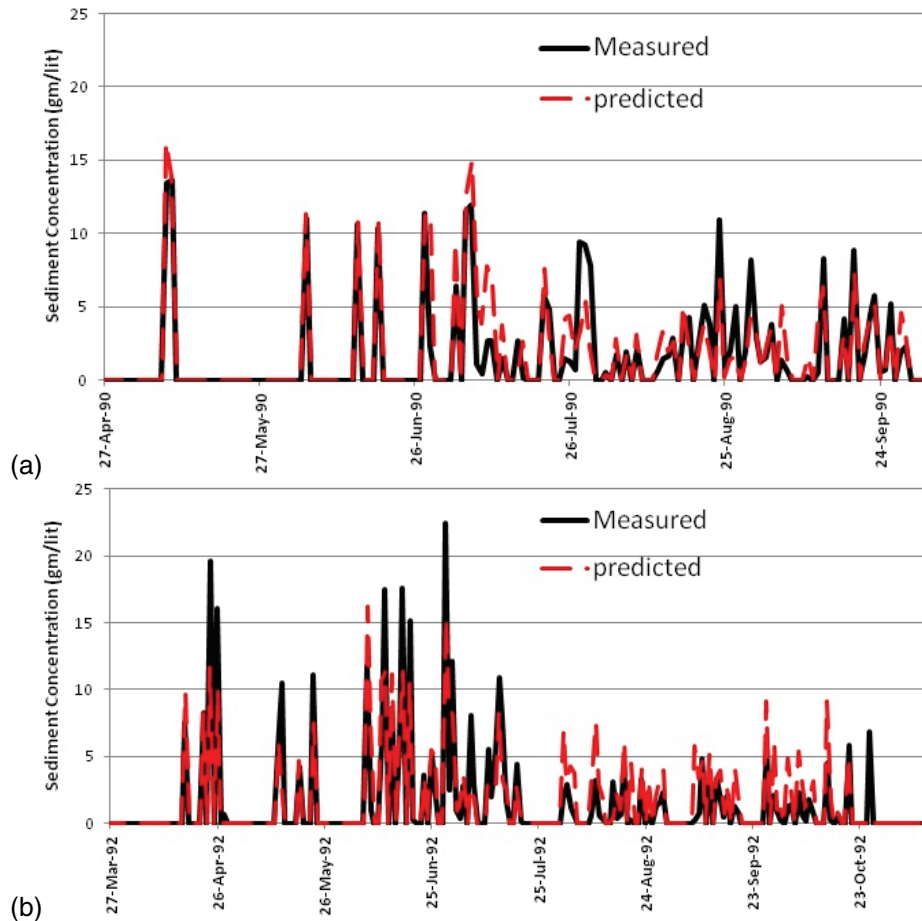 25
20
15
10
5
0
Sediment Concentration (gm/lit)
Measured
predicted
27-Apr-90
27-May-90
26-Jun-90
26-Jul-90
25-Aug-90
24-Sep-90
(a)
25
20
15
10
5
0
Sediment Concentration (gm/lit)
Measured
predicted
27-Mar-92
26-Apr-92
26-May-92
25-Jun-92
25-Jul-92
24-Aug-92
23-Sep-92
23-Oct-92
(b)